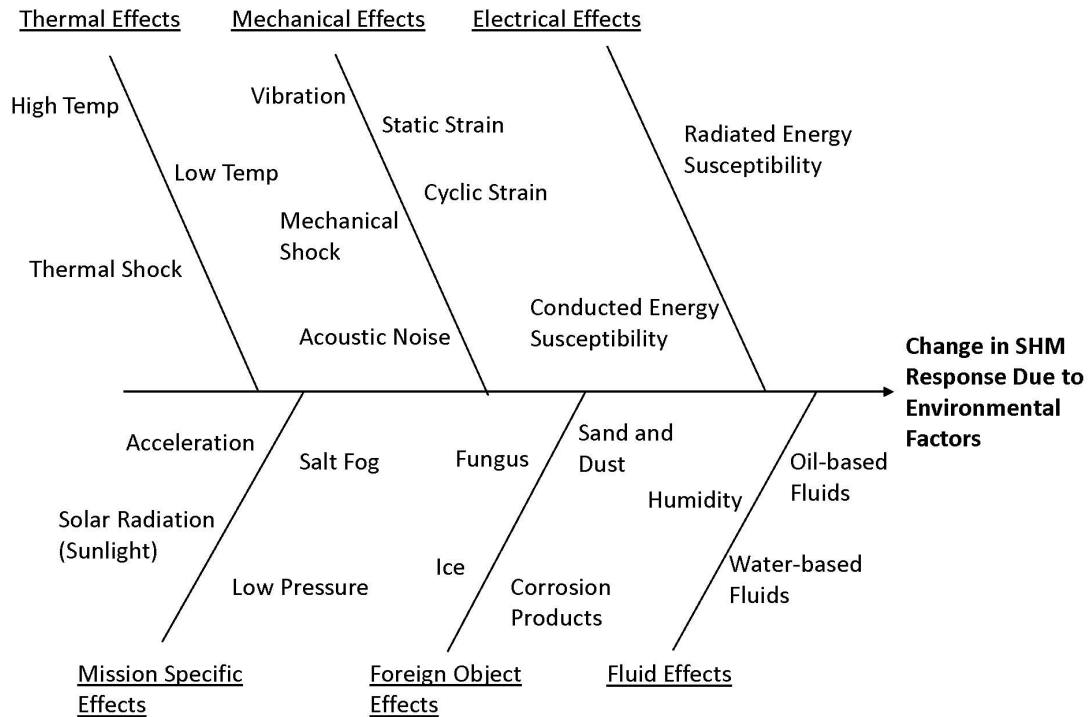 Thermal Effects
Mechanical Effects
Electrical Effects
High Temp
Low Temp
Thermal Shock
Vibration
Static Strain
Cyclic Strain
Mechanical
Shock
Acoustic Noise
Radiated Energy
Susceptibility
Conducted Energy
Susceptibility
Change in SHM
Response Due to
Environmental
Factors
Acceleration
Salt Fog
Solar Radiation
(Sunlight)
Low Pressure
Mission Specific
Effects
Fungus
Sand and
Dust
Ice
Corrosion
Products
Foreign Object
Effects
Humidity
Oil-based
Fluids
Water-based
Fluids
Fluid Effects